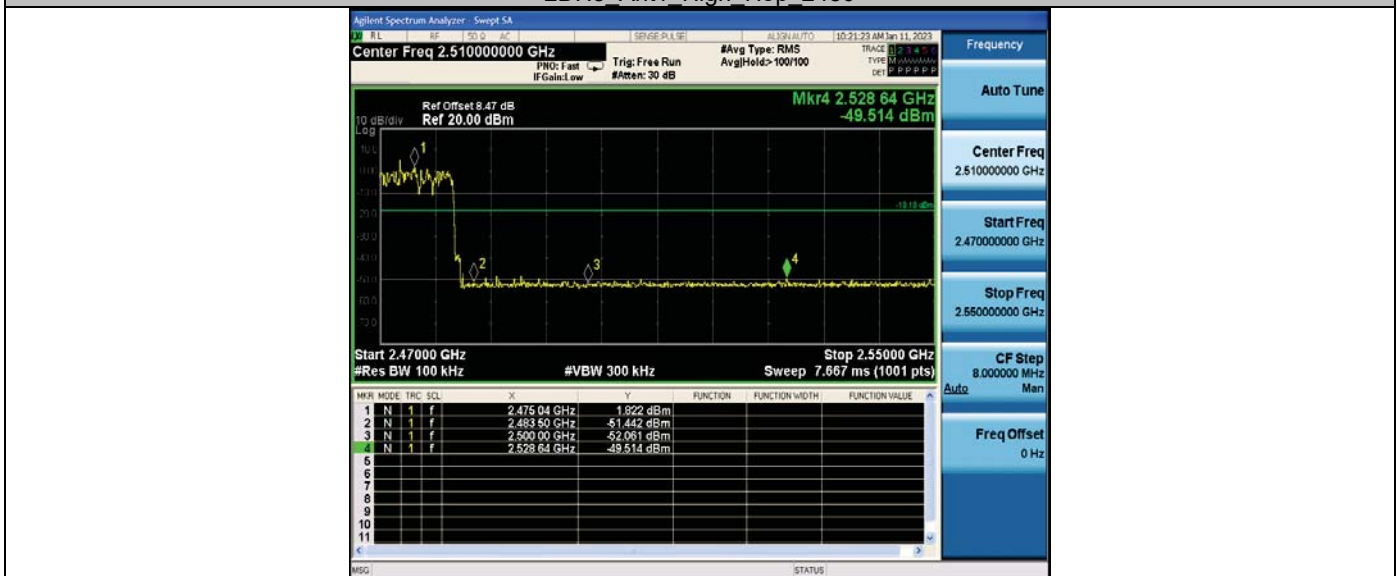 Agilent Spectrum Analyzer - Swept SA
RL RF 50 Ω AC SENSE:PULSE ALIGN AUTO 10:21:23 AM Jan 11, 2023
Center Freq 2.510000000 GHz
PNO: Fast
IFGain:Low
Trig: Free Run
#Atten: 30 dB
#Avg Type: RMS
Avg|Hold:> 100/100
TRACE 1 2 3 4 5 6
TYPE M
DET P P P P P P
Ref Offset 8.47 dB
10 dB/div Ref 20.00 dBm
Log
Mkr4 2.528 64 GHz
-49.514 dBm
1
2
3
4
Start 2.47000 GHz Stop 2.55000 GHz
#Res BW 100 kHz #VBW 300 kHz Sweep 7.667 ms (1001 pts)
MKR MODE TRC SCL X Y FUNCTION FUNCTION WIDTH FUNCTION VALUE
1 N 1 f 2.475 04 GHz 1.822 dBm
2 N 1 f 2.483 50 GHz -51.442 dBm
3 N 1 f 2.500 00 GHz -52.061 dBm
4 N 1 f 2.528 64 GHz -49.514 dBm
5
6
7
8
9
10
11
MSG STATUS
Frequency
Auto Tune
Center Freq
2.510000000 GHz
Start Freq
2.470000000 GHz
Stop Freq
2.550000000 GHz
CF Step
8.000000 MHz
Auto Man
Freq Offset
0 Hz